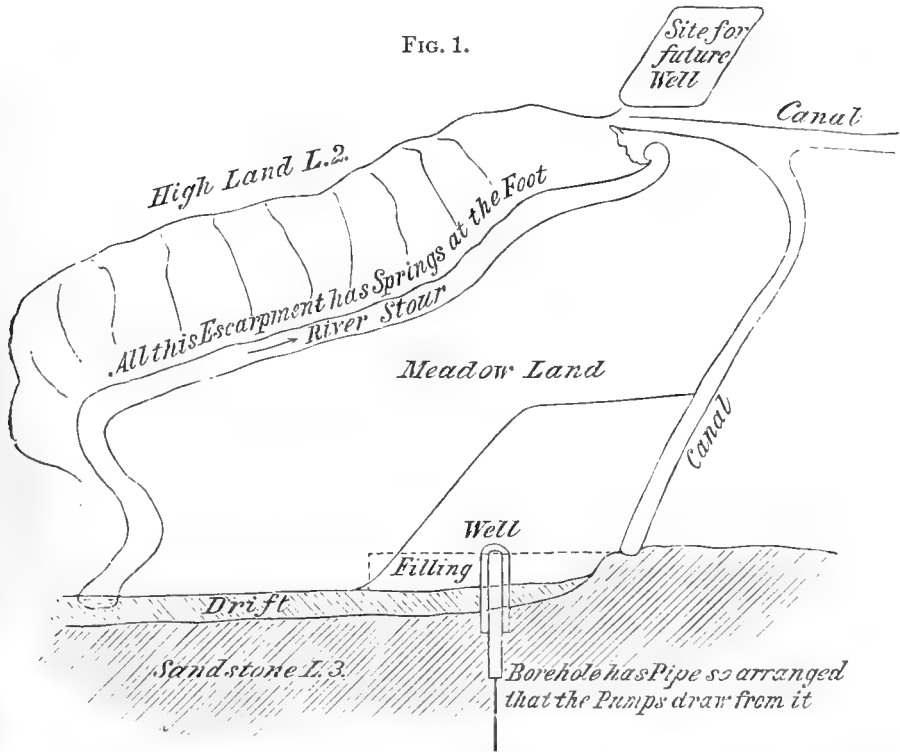 FIG. 1.
Site for
future
Well
Canal
High Land L.2.
All this Escarpment has Springs at the Foot
River Stour
Meadow Land
Canal
Well
Filling
Drift
Sandstone L.3.
Borehole has Pipe so arranged
that the Pumps draw from it